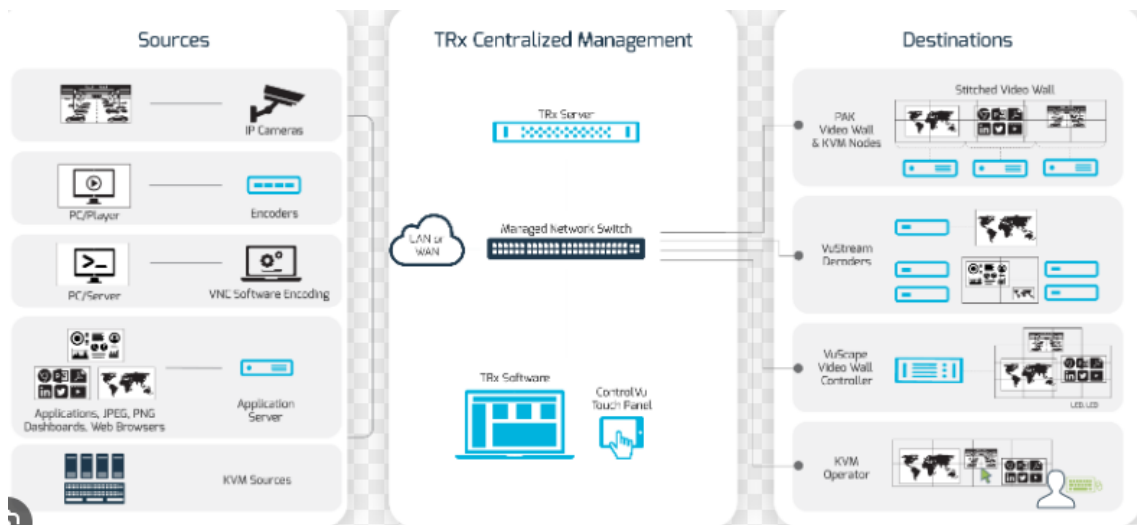 Sources
IP Cameras
PC/Player
Encoders
PC/Server
VNC Software Encoding
Applications, JPEG, PNG
Dashboards, Web Browsers
Application
Server
KVM Sources
TRx Centralized Management
TRx Server
LAN or
WAN
Managed Network Switch
TRx Software
ControlVu
Touch Panel
Destinations
PAK
Video Wall
& KVM Nodes
Stitched Video Wall
VuStream
Decoders
VuScape
Video Wall
Controller
LED, LCD
KVM
Operator